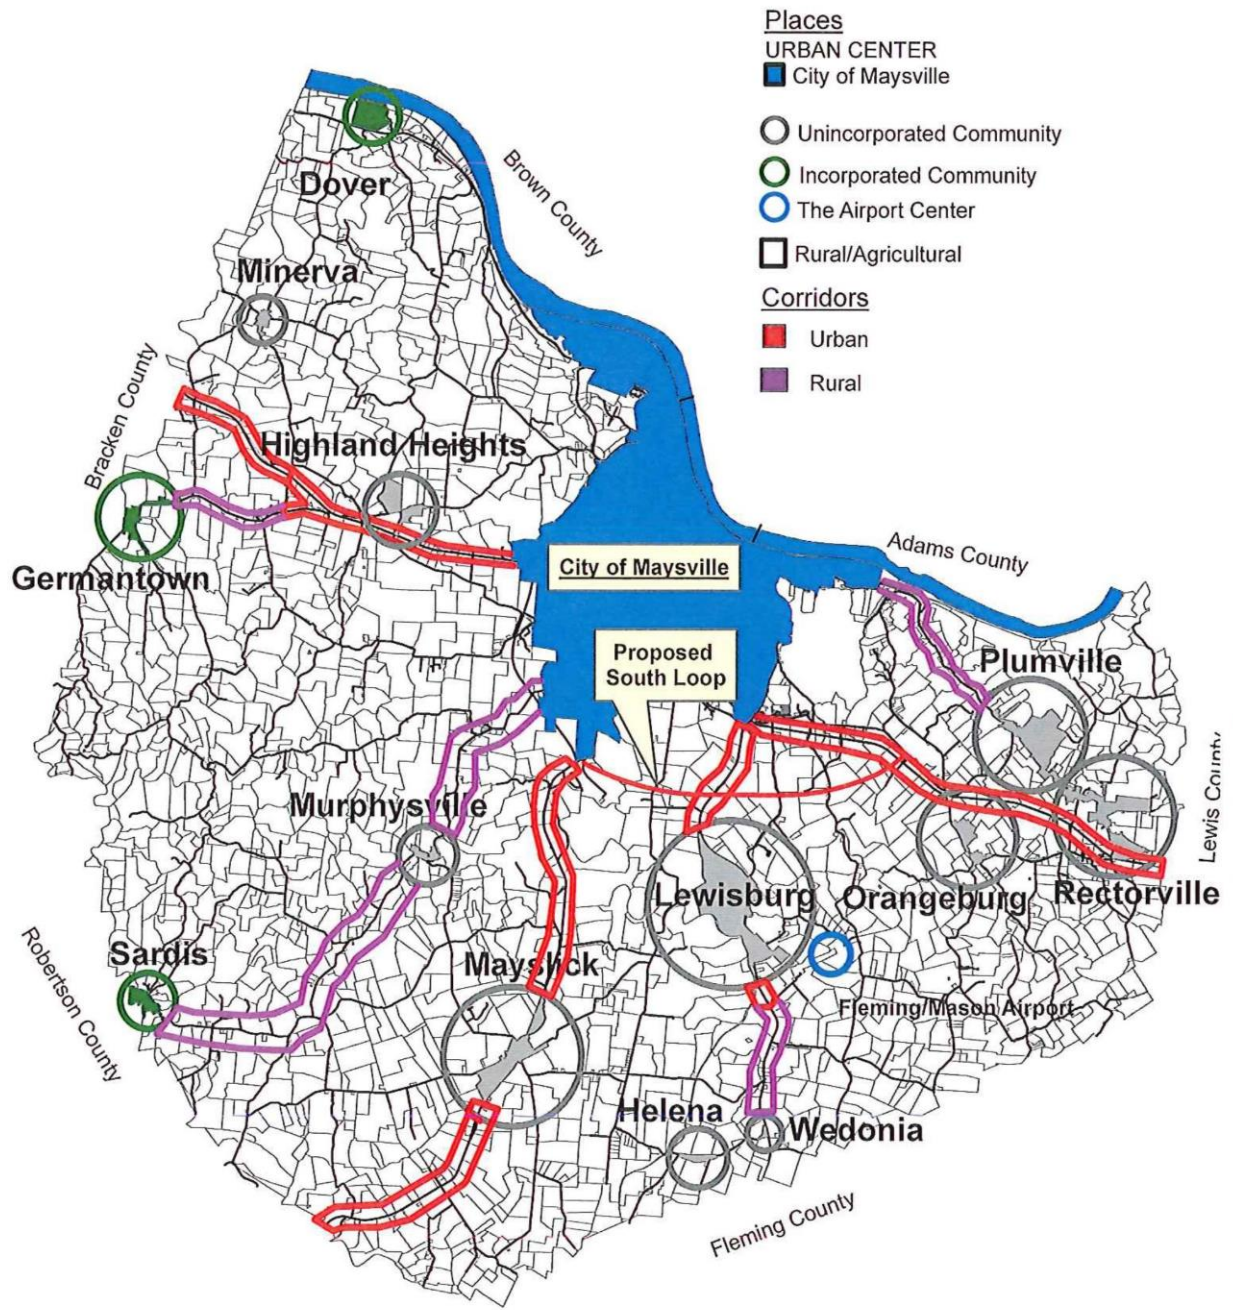 Places
URBAN CENTER
City of Maysville
Unincorporated Community
Incorporated Community
The Airport Center
Rural/Agricultural
Corridors
Urban
Rural
Dover
Brown County
Minerva
Bracken County
Highland Heights
Germantown
City of Maysville
Adams County
Proposed
South Loop
Plumville
Murphysville
Lewis County
Lewisburg
Orangeburg
Rectorville
Sardis
Mayslick
Robertson County
Fleming/Mason Airport
Helena
Wedonia
Fleming County